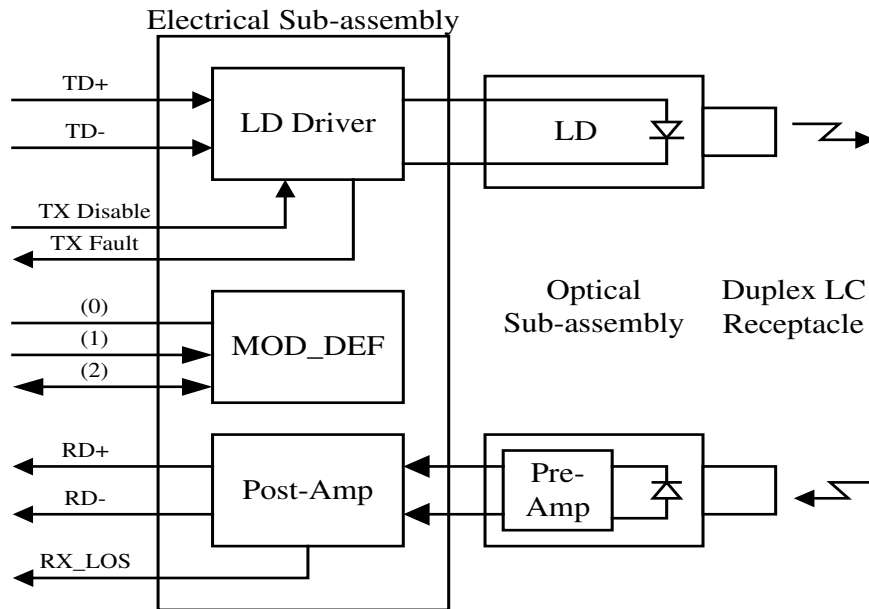 Electrical Sub-assembly
TD+
TD-
LD Driver
LD
TX Disable
TX Fault
(0)
(1)
(2)
MOD_DEF
Optical
Sub-assembly
Duplex LC
Receptacle
RD+
RD-
RX_LOS
Post-Amp
Pre-
Amp